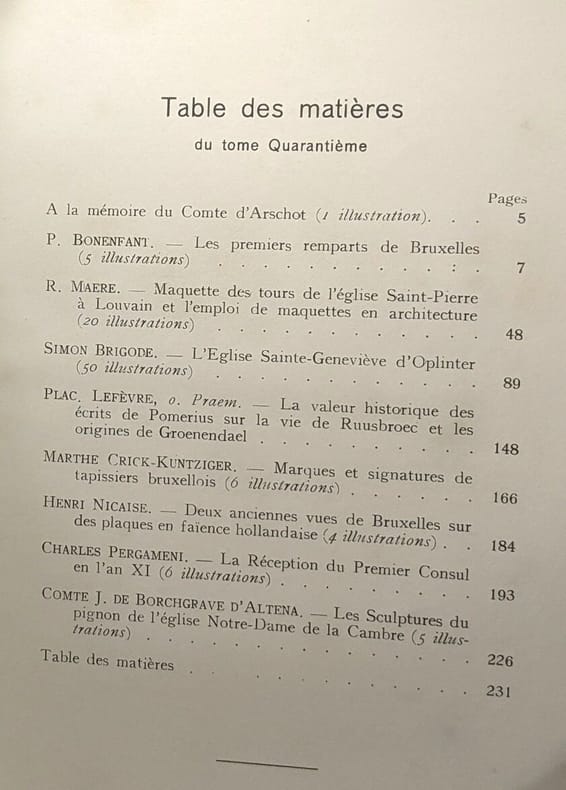 Table des matières
du tome Quarantième
Pages
A la mémoire du Comte d'Arschot (1 illustration). . . 5
P. BONENFANT. — Les premiers remparts de Bruxelles
(5 illustrations) . . . . . . . . . : . 7
R. MAERE. — Maquette des tours de l'église Saint-Pierre
à Louvain et l'emploi de maquettes en architecture
(20 illustrations) . . . . . . . . . . . 48
SIMON BRIGODE. — L'Eglise Sainte-Geneviève d'Oplinter
(50 illustrations) . . . . . . . . . . . 89
PLAC. LEFÈVRE, o. Praem. — La valeur historique des
écrits de Pomerius sur la vie de Ruusbroec et les
origines de Groenendael . . . . . . . . . 148
MARTHE CRICK-KUNTZIGER. — Marques et signatures de
tapissiers bruxellois (6 illustrations) . . . . . . 166
HENRI NICAISE. — Deux anciennes vues de Bruxelles sur
des plaques en faïence hollandaise (4 illustrations) . . 184
CHARLES PERGAMENI. — La Réception du Premier Consul
en l'an XI (6 illustrations) . . . . . . . . 193
COMTE J. DE BORCHGRAVE D'ALTENA. — Les Sculptures du
pignon de l'église Notre-Dame de la Cambre (5 illus-
trations) . . . . . . . . . . . . 226
Table des matières . . . . . . . . . . 231